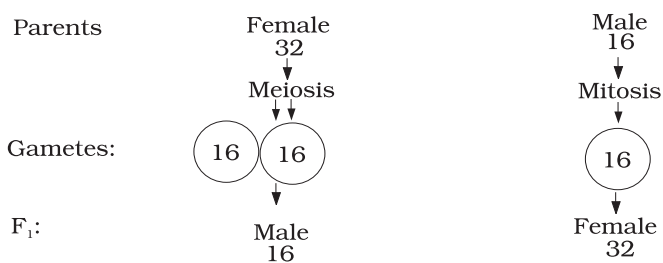 Parents Female Male
32 16
Meiosis Mitosis
Gametes: 16 16 16
F₁: Male Female
16 32